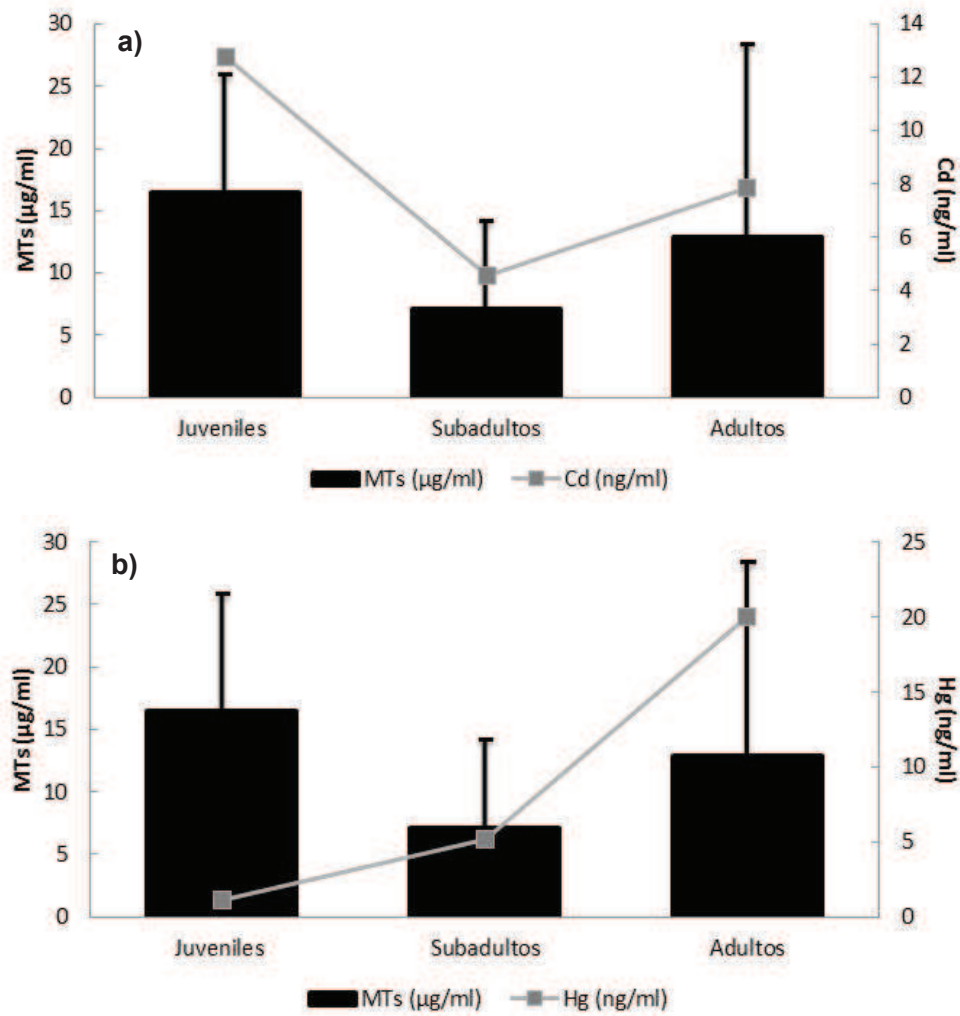 a)
MTs (µg/ml)
30
25
20
15
10
5
0
Cd (ng/ml)
14
12
10
8
6
4
2
0
Juveniles Subadultos Adultos
MTs (µg/ml) Cd (ng/ml)
b)
MTs (µg/ml)
30
25
20
15
10
5
0
Hg (ng/ml)
25
20
15
10
5
0
Juveniles Subadultos Adultos
MTs (µg/ml) Hg (ng/ml)